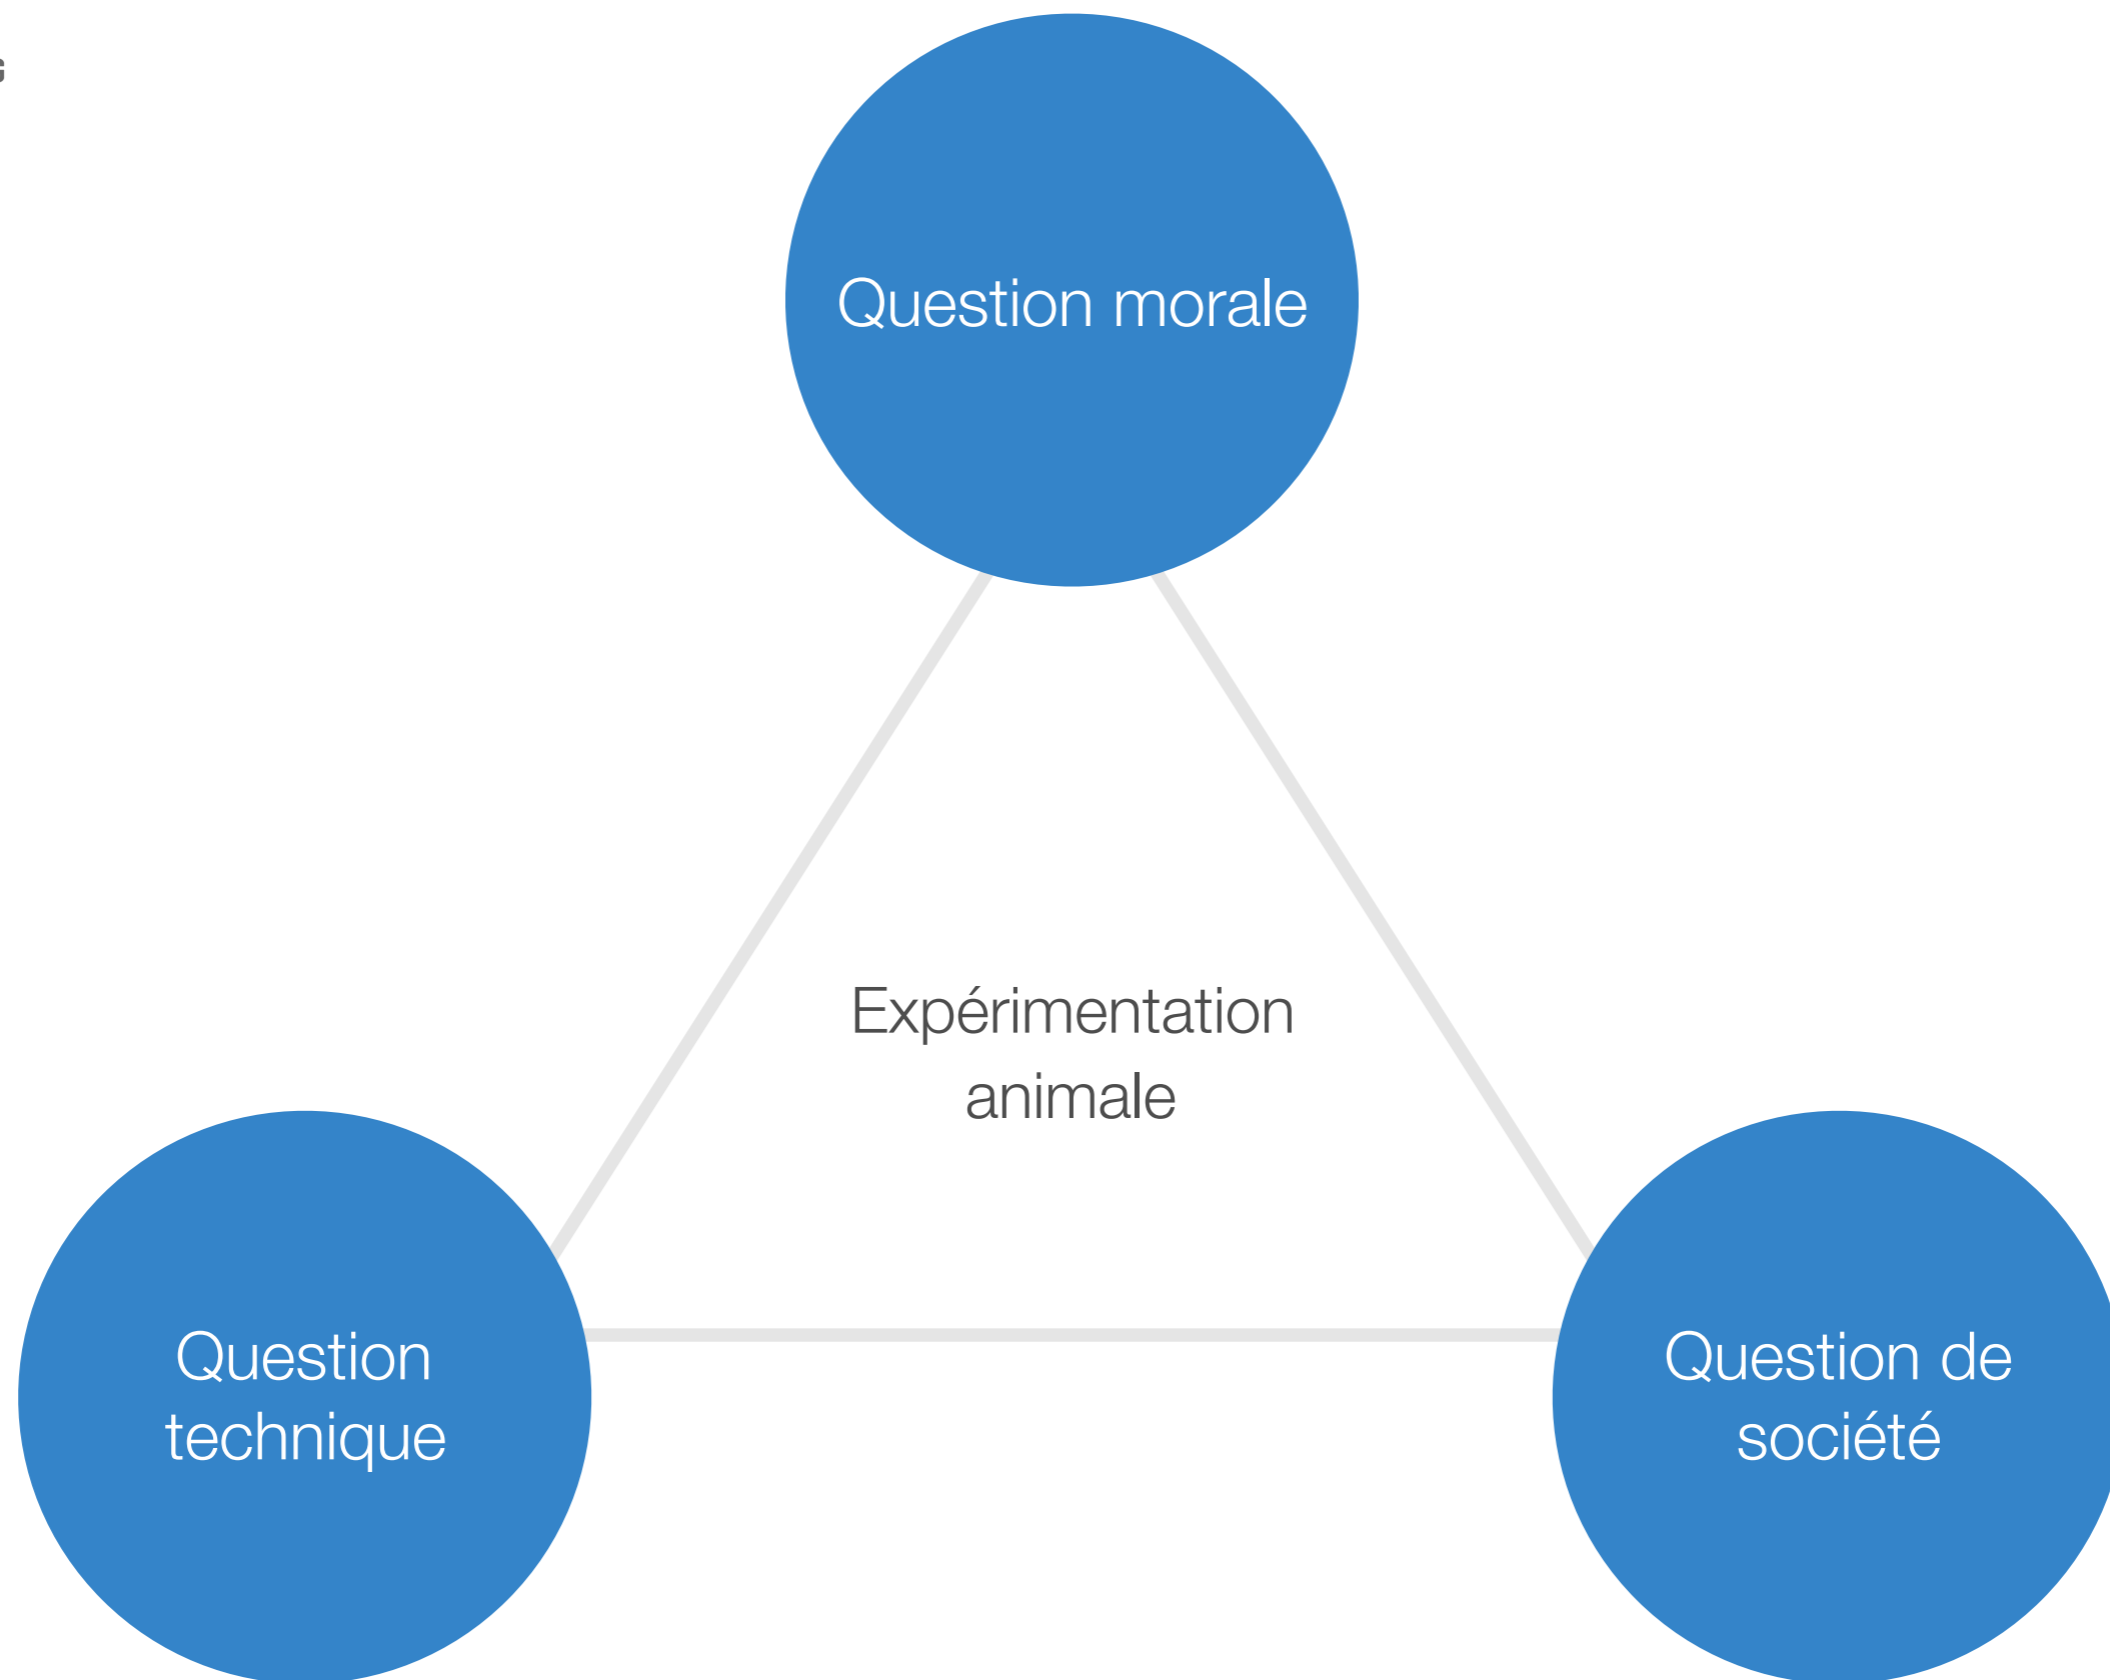 Question morale
Expérimentation
animale
Question
technique
Question de
société